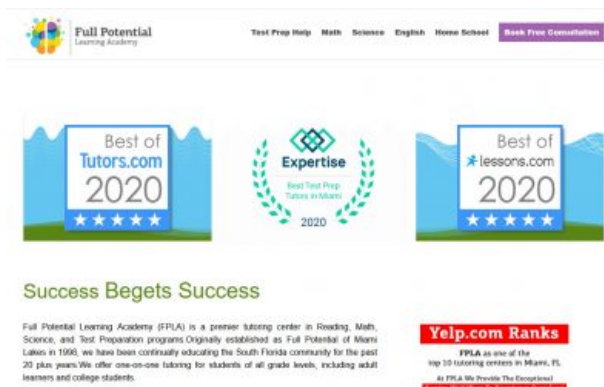 Full Potential
Learning Academy
Test Prep Help Math Science English Home School Book Free Consultation
Best of
Tutors.com
2020
Expertise
Best Test Prep
Tutors in Miami
2020
Best of
lessons.com
2020
Success Begets Success
Full Potential Learning Academy (FPLA) is a premier tutoring center in Reading, Math,
Science, and Test Preparation programs.Originally established as Full Potential of Miami
Lakes in 1998, we have been continually educating the South Florida community for the past
20 plus years.We offer one-on-one tutoring for students of all grade levels, including adult
learners and college students.
Yelp.com Ranks
FPLA as one of the
top 10 tutoring centers in Miami, FL
At FPLA We Provide The Exceptional